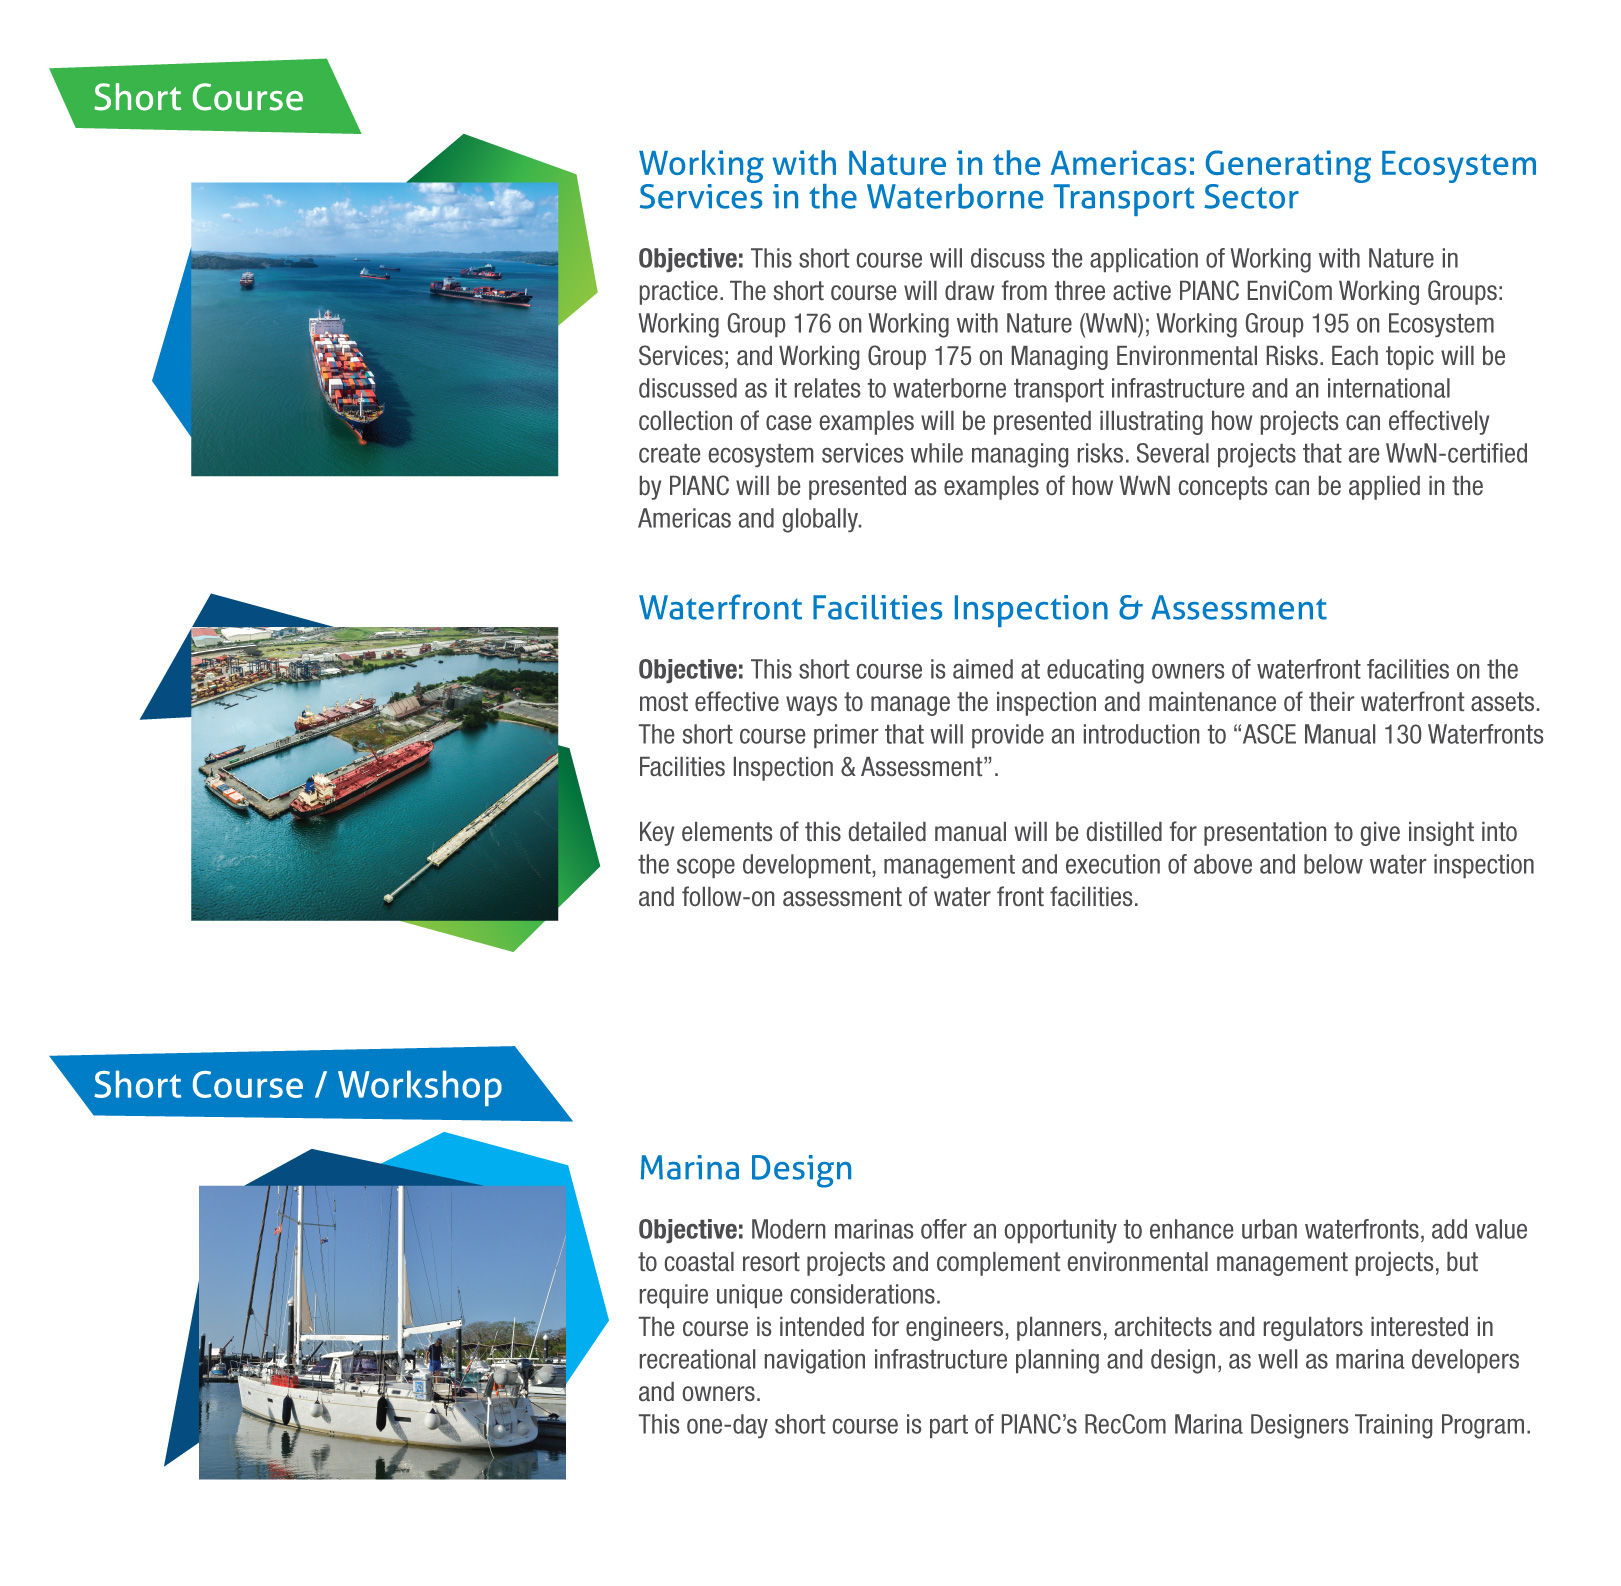 Short Course
Working with Nature in the Americas: Generating Ecosystem
Services in the Waterborne Transport Sector
Objective: This short course will discuss the application of Working with Nature in
practice. The short course will draw from three active PIANC EnviCom Working Groups:
Working Group 176 on Working with Nature (WwN); Working Group 195 on Ecosystem
Services; and Working Group 175 on Managing Environmental Risks. Each topic will be
discussed as it relates to waterborne transport infrastructure and an international
collection of case examples will be presented illustrating how projects can effectively
create ecosystem services while managing risks. Several projects that are WwN-certified
by PIANC will be presented as examples of how WwN concepts can be applied in the
Americas and globally.
Waterfront Facilities Inspection & Assessment
Objective: This short course is aimed at educating owners of waterfront facilities on the
most effective ways to manage the inspection and maintenance of their waterfront assets.
The short course primer that will provide an introduction to “ASCE Manual 130 Waterfronts
Facilities Inspection & Assessment”.
Key elements of this detailed manual will be distilled for presentation to give insight into
the scope development, management and execution of above and below water inspection
and follow-on assessment of water front facilities.
Short Course / Workshop
Marina Design
Objective: Modern marinas offer an opportunity to enhance urban waterfronts, add value
to coastal resort projects and complement environmental management projects, but
require unique considerations.
The course is intended for engineers, planners, architects and regulators interested in
recreational navigation infrastructure planning and design, as well as marina developers
and owners.
This one-day short course is part of PIANC’s RecCom Marina Designers Training Program.